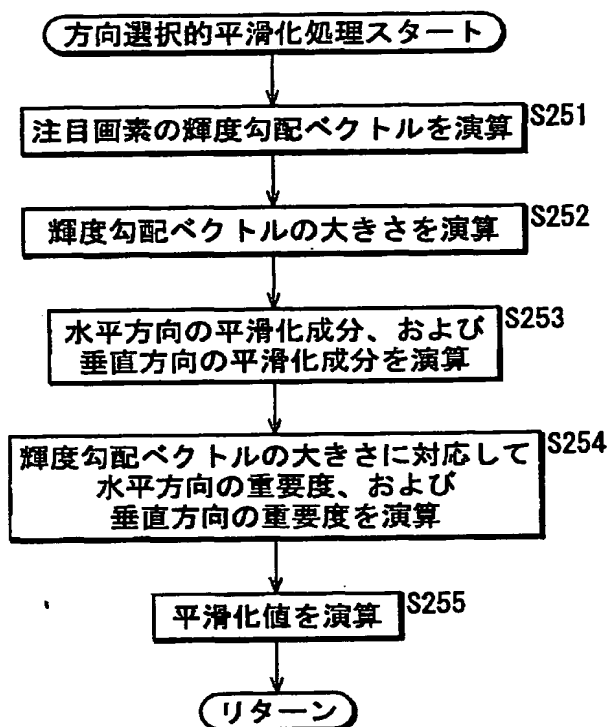 方向選択的平滑化処理スタート
注目画素の輝度勾配ベクトルを演算
S251
輝度勾配ベクトルの大きさを演算
S252
水平方向の平滑化成分、および
垂直方向の平滑化成分を演算
S253
輝度勾配ベクトルの大きさに対応して
水平方向の重要度、および
垂直方向の重要度を演算
S254
平滑化値を演算
S255
リターン